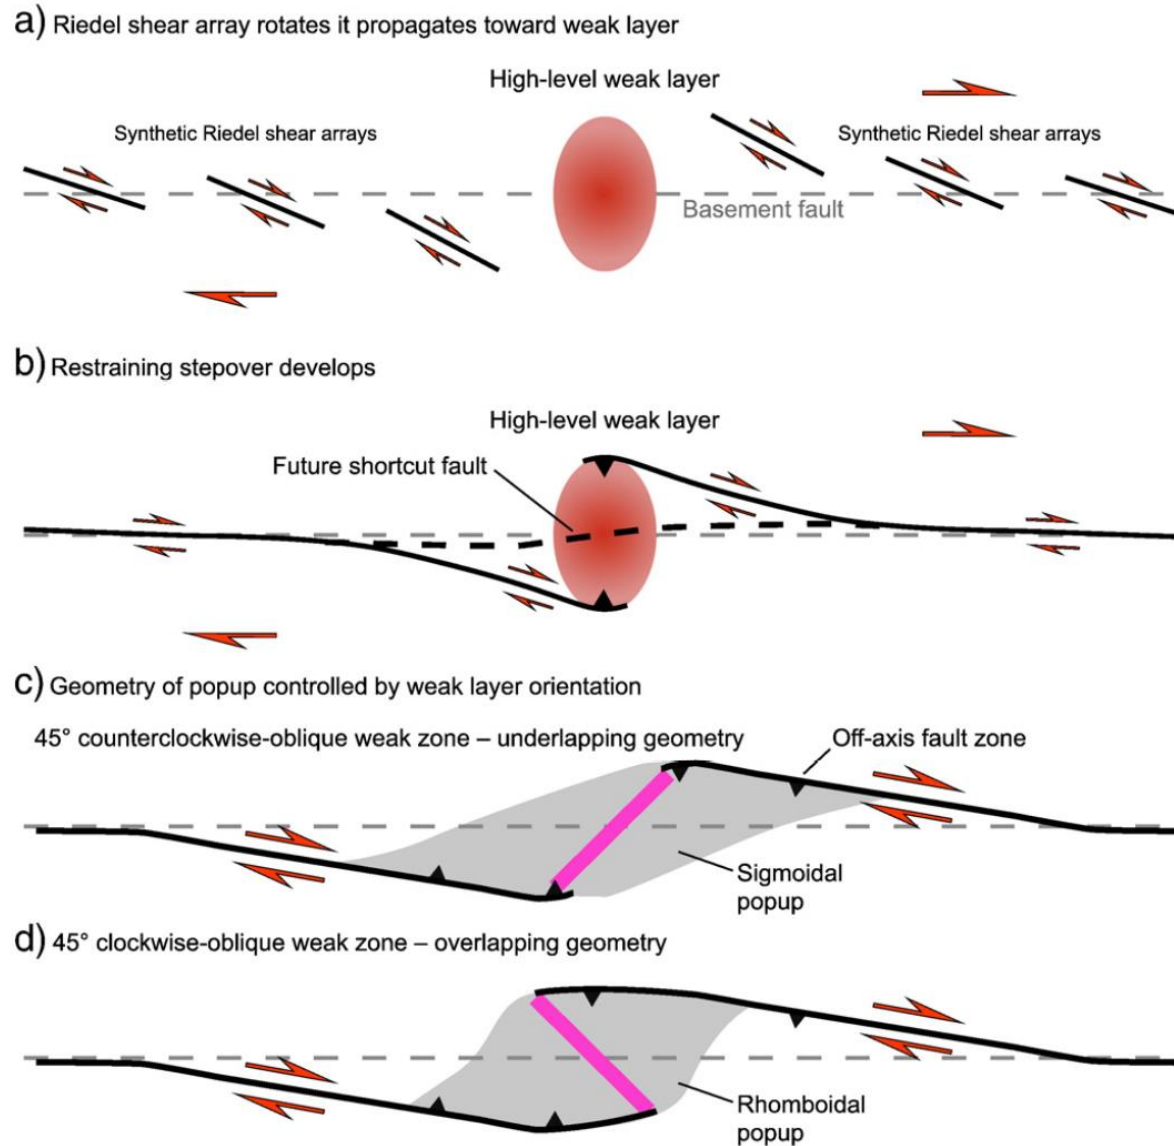 a) Riedel shear array rotates it propagates toward weak layer
High-level weak layer
Synthetic Riedel shear arrays
Synthetic Riedel shear arrays
Basement fault
b) Restraining stepover develops
High-level weak layer
Future shortcut fault
c) Geometry of popup controlled by weak layer orientation
45° counterclockwise-oblique weak zone – underlapping geometry
Off-axis fault zone
Sigmoidal
popup
d) 45° clockwise-oblique weak zone – overlapping geometry
Rhomboidal
popup